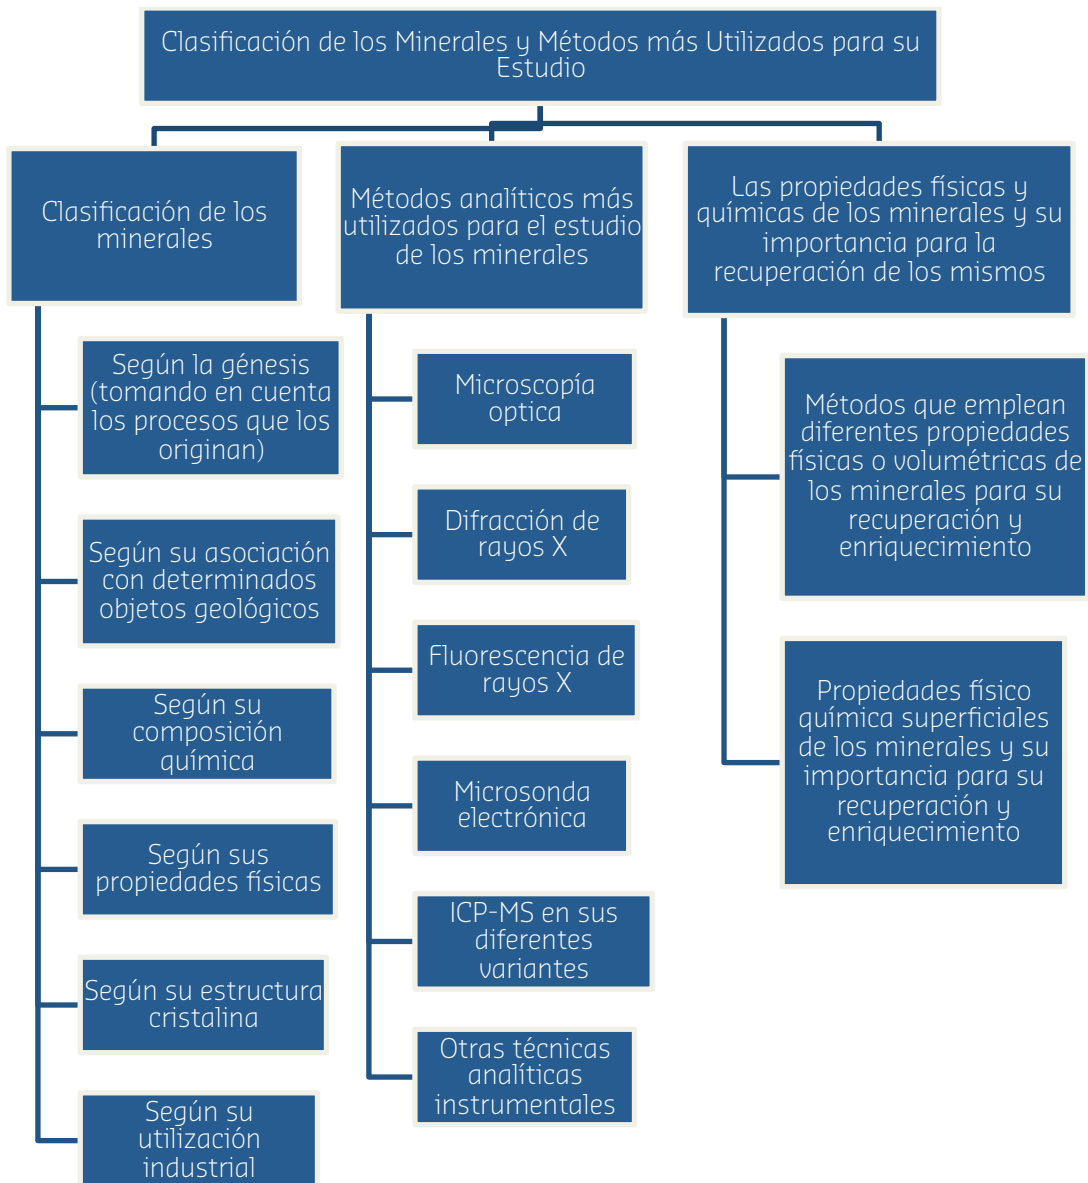 Clasificación de los Minerales y Métodos más Utilizados para su
Estudio
Clasificación de los
minerales
Según la génesis
(tomando en cuenta
los procesos que los
originan)
Según su asociación
con determinados
objetos geológicos
Según su
composición
química
Según sus
propiedades físicas
Según su estructura
cristalina
Según su
utilización
industrial
Métodos analíticos más
utilizados para el estudio
de los minerales
Microscopía
optica
Difracción de
rayos X
Fluorescencia de
rayos X
Microsonda
electrónica
ICP-MS en sus
diferentes
variantes
Otras técnicas
analíticas
instrumentales
Las propiedades físicas y
químicas de los minerales y su
importancia para la
recuperación de los mismos
Métodos que emplean
diferentes propiedades
físicas o volumétricas de
los minerales para su
recuperación y
enriquecimiento
Propiedades físico
química superficiales
de los minerales y su
importancia para su
recuperación y
enriquecimiento